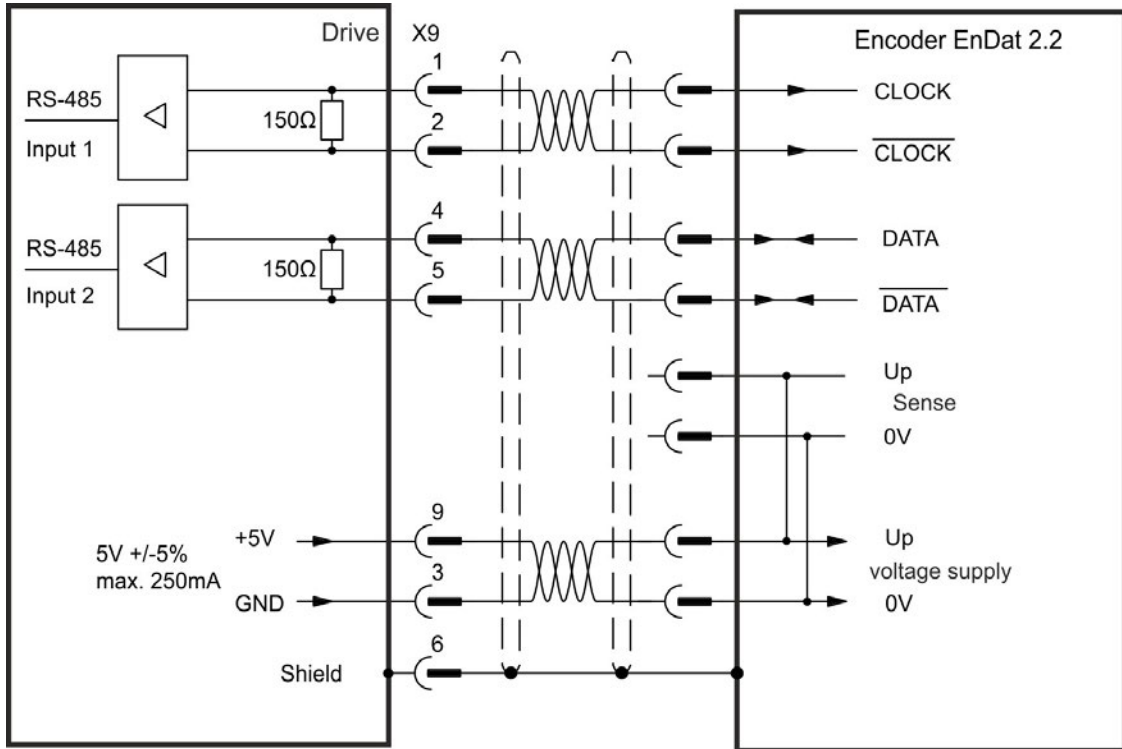 Drive X9
Encoder EnDat 2.2
1
RS-485
150Ω
CLOCK
Input 1
2
C̅L̅O̅C̅K̅
4
RS-485
150Ω
DATA
Input 2
5
D̅A̅T̅A̅
Up
Sense
0V
9
5V +/-5%
max. 250mA
+5V
Up
voltage supply
3
GND
0V
6
Shield